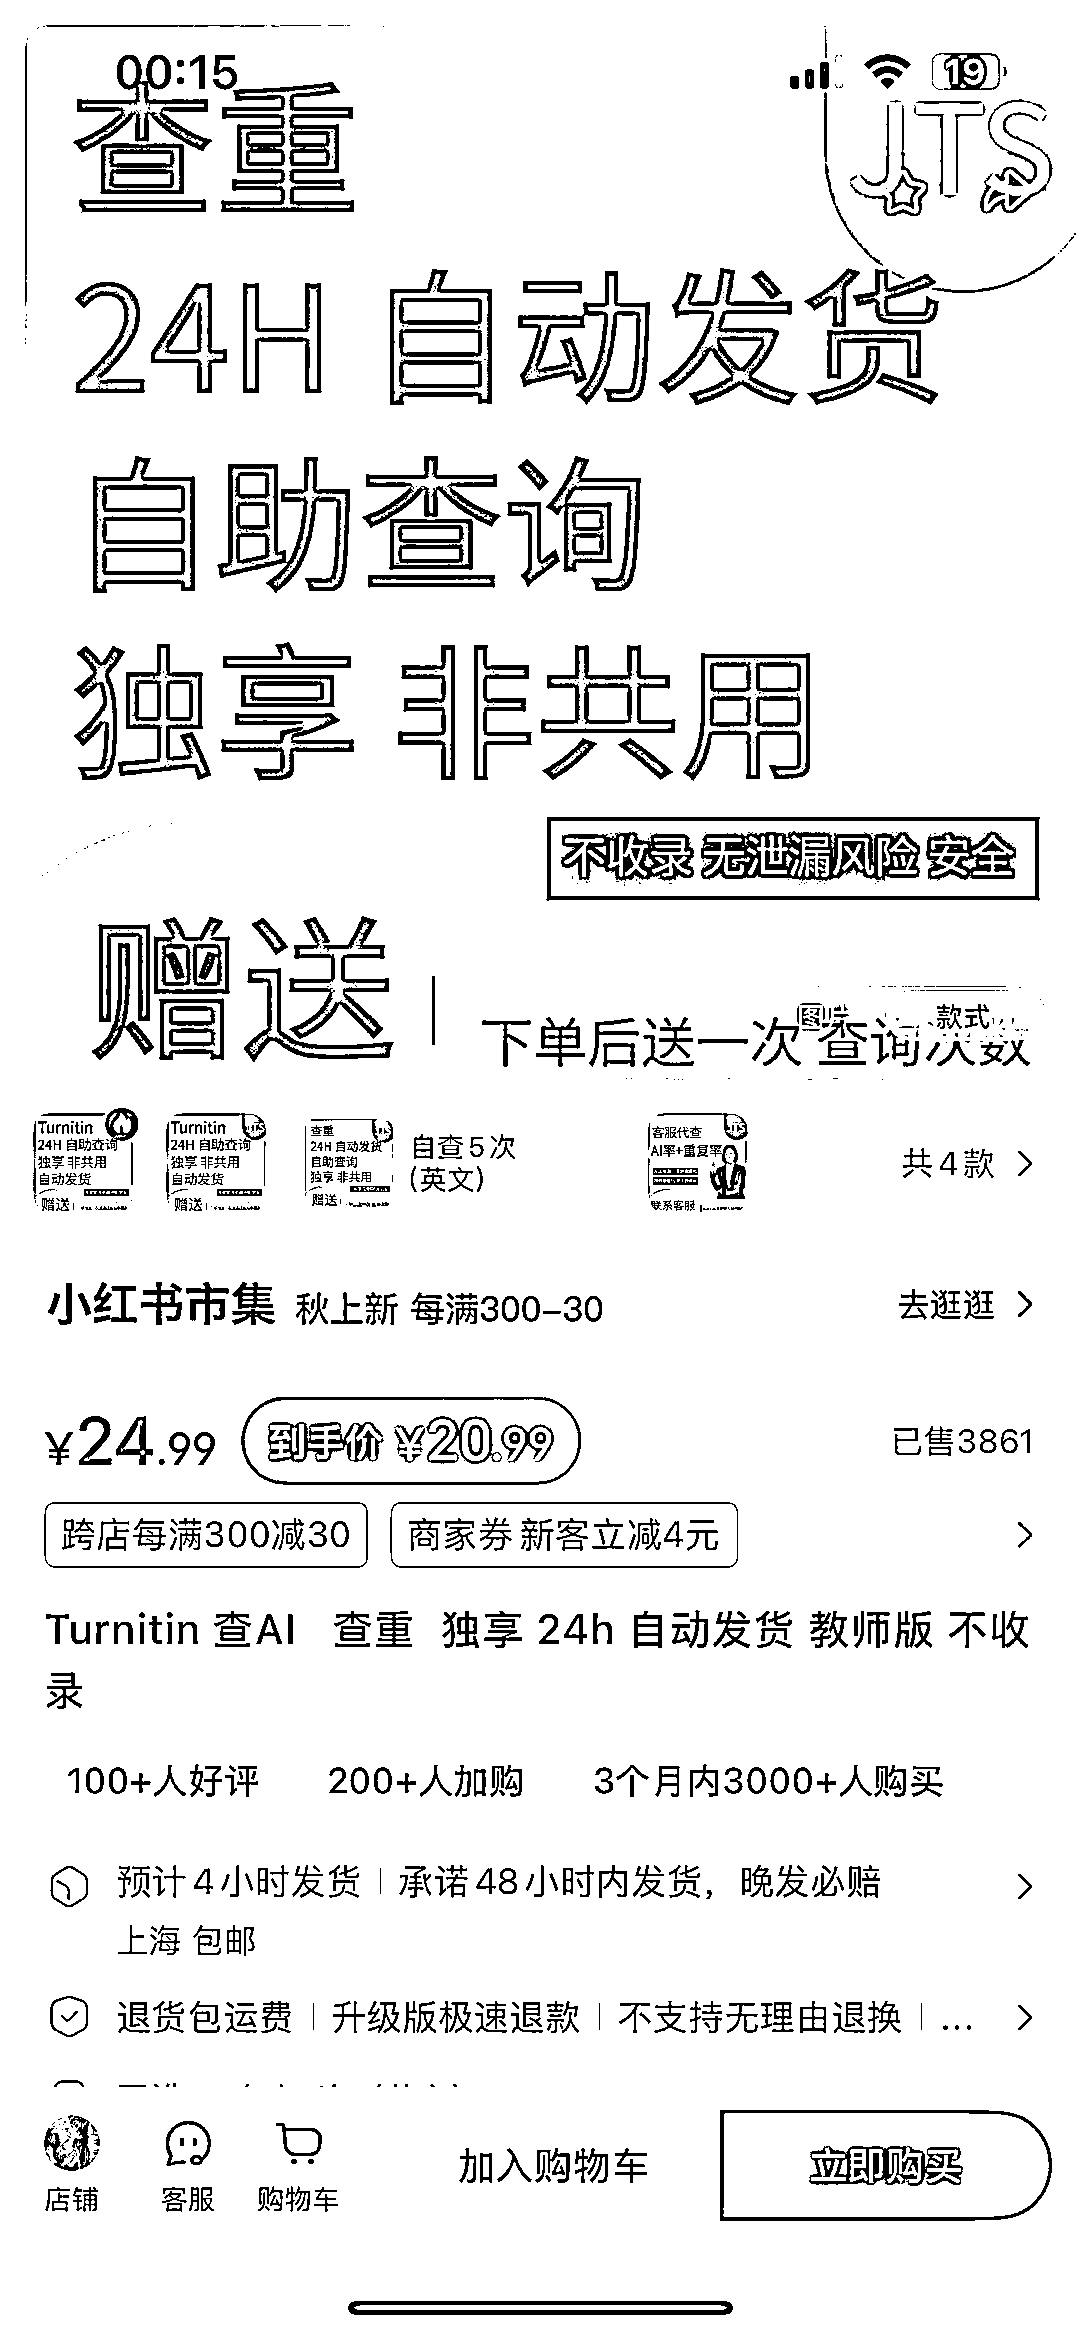 00:15
19
查重
JTS
24H 自动发货
自助查询
独享 非共用
不收录 无泄漏风险 安全
赠送
下单后送一次 查询次数
款式
Turnitin
24H 自助查询
独享 非共用
自动发货
赠送
Turnitin
24H 自助查询
独享 非共用
自动发货
赠送
查重
24H 自动发货
自助查询
独享 非共用
赠送
自查5次
(英文)
客服代查
AI率+重复率
联系客服
共4款
小红书市集 秋上新 每满300-30
去逛逛
¥24.99 到手价 ¥20.99
已售3861
跨店每满300减30 商家券 新客立减4元
Turnitin 查AI 查重 独享 24h 自动发货 教师版 不收
录
100+人好评 200+人加购 3个月内3000+人购买
预计4小时发货 | 承诺48小时内发货，晚发必赔
上海 包邮
退货包运费 | 升级版极速退款 | 不支持无理由退换 | ...
店铺 客服 购物车 加入购物车 立即购买